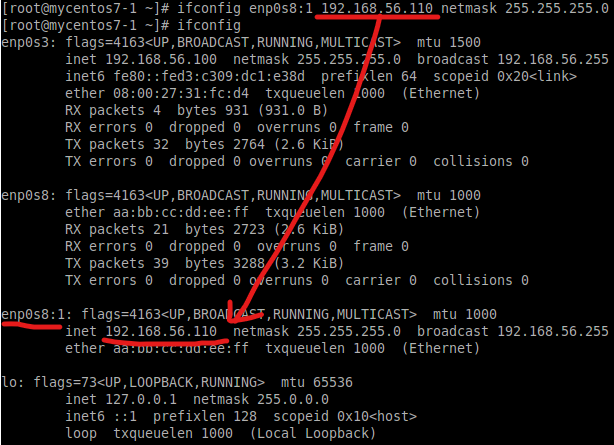 [root@mycentos7-1 ~]# ifconfig enp0s8:1 192.168.56.110 netmask 255.255.255.0
[root@mycentos7-1 ~]# ifconfig
enp0s3: flags=4163<UP,BROADCAST,RUNNING,MULTICAST>  mtu 1500
        inet 192.168.56.100  netmask 255.255.255.0  broadcast 192.168.56.255
        inet6 fe80::fed3:c309:dc1:e38d  prefixlen 64  scopeid 0x20<link>
        ether 08:00:27:31:fc:d4  txqueuelen 1000  (Ethernet)
        RX packets 4  bytes 931 (931.0 B)
        RX errors 0  dropped 0  overruns 0  frame 0
        TX packets 32  bytes 2764 (2.6 KiB)
        TX errors 0  dropped 0 overruns 0  carrier 0  collisions 0

enp0s8: flags=4163<UP,BROADCAST,RUNNING,MULTICAST>  mtu 1000
        ether aa:bb:cc:dd:ee:ff  txqueuelen 1000  (Ethernet)
        RX packets 21  bytes 2723 (2.6 KiB)
        RX errors 0  dropped 0  overruns 0  frame 0
        TX packets 39  bytes 3288 (3.2 KiB)
        TX errors 0  dropped 0 overruns 0  carrier 0  collisions 0

enp0s8:1: flags=4163<UP,BROADCAST,RUNNING,MULTICAST>  mtu 1000
        inet 192.168.56.110  netmask 255.255.255.0  broadcast 192.168.56.255
        ether aa:bb:cc:dd:ee:ff  txqueuelen 1000  (Ethernet)

lo: flags=73<UP,LOOPBACK,RUNNING>  mtu 65536
        inet 127.0.0.1  netmask 255.0.0.0
        inet6 ::1  prefixlen 128  scopeid 0x10<host>
        loop  txqueuelen 1000  (Local Loopback)